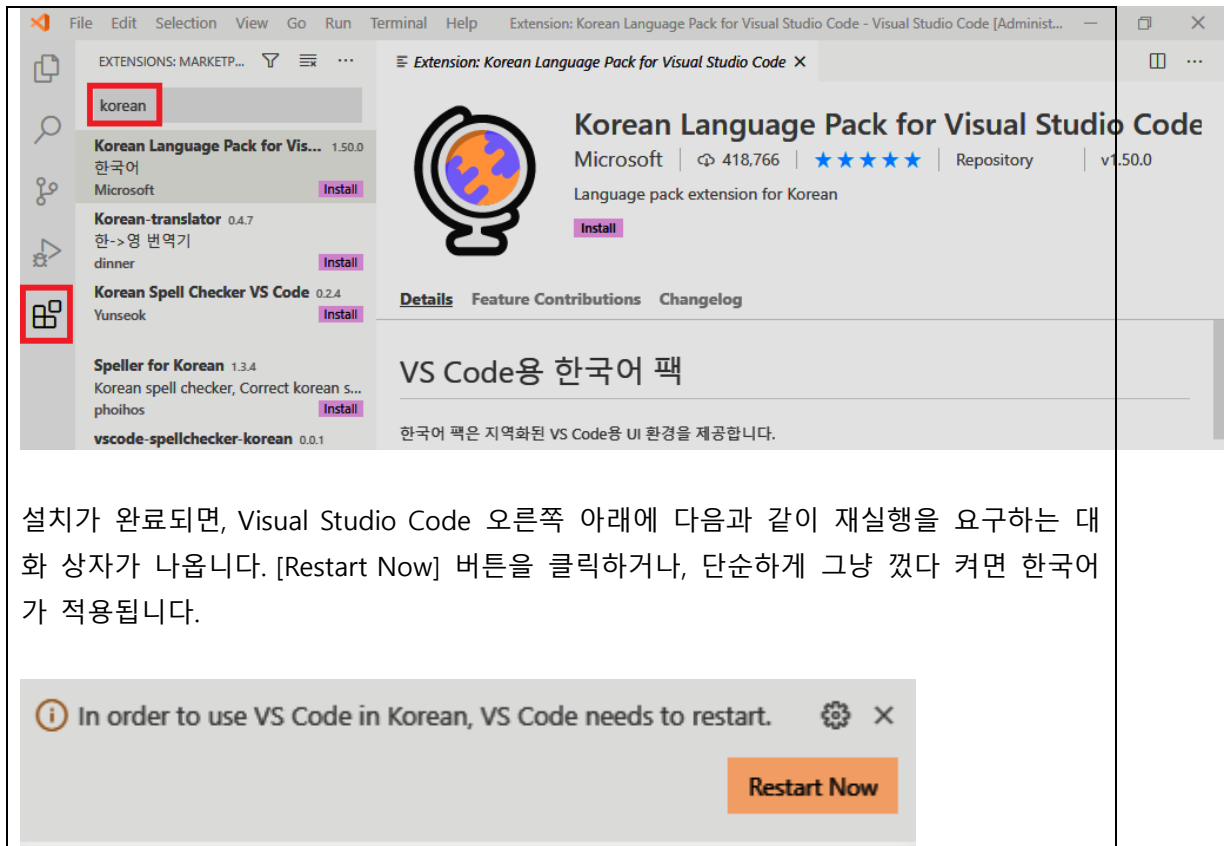 File Edit Selection View Go Run Terminal Help Extension: Korean Language Pack for Visual Studio Code - Visual Studio Code [Administ...
EXTENSIONS: MARKETP...
korean
Korean Language Pack for Vis... 1.50.0
한국어
Microsoft Install
Korean-translator 0.4.7
한->영 번역기
dinner Install
Korean Spell Checker VS Code 0.2.4
Yunseok Install
Speller for Korean 1.3.4
Korean spell checker, Correct korean s...
phoihos Install
vscode-spellchecker-korean 0.0.1
Extension: Korean Language Pack for Visual Studio Code
Korean Language Pack for Visual Studio Code
Microsoft 418,766 ★★★★★ Repository v1.50.0
Language pack extension for Korean
Install
Details Feature Contributions Changelog
VS Code용 한국어 팩
한국어 팩은 지역화된 VS Code용 UI 환경을 제공합니다.
설치가 완료되면, Visual Studio Code 오른쪽 아래에 다음과 같이 재실행을 요구하는 대
화 상자가 나옵니다. [Restart Now] 버튼을 클릭하거나, 단순하게 그냥 껐다 켜면 한국어
가 적용됩니다.
In order to use VS Code in Korean, VS Code needs to restart.
Restart Now